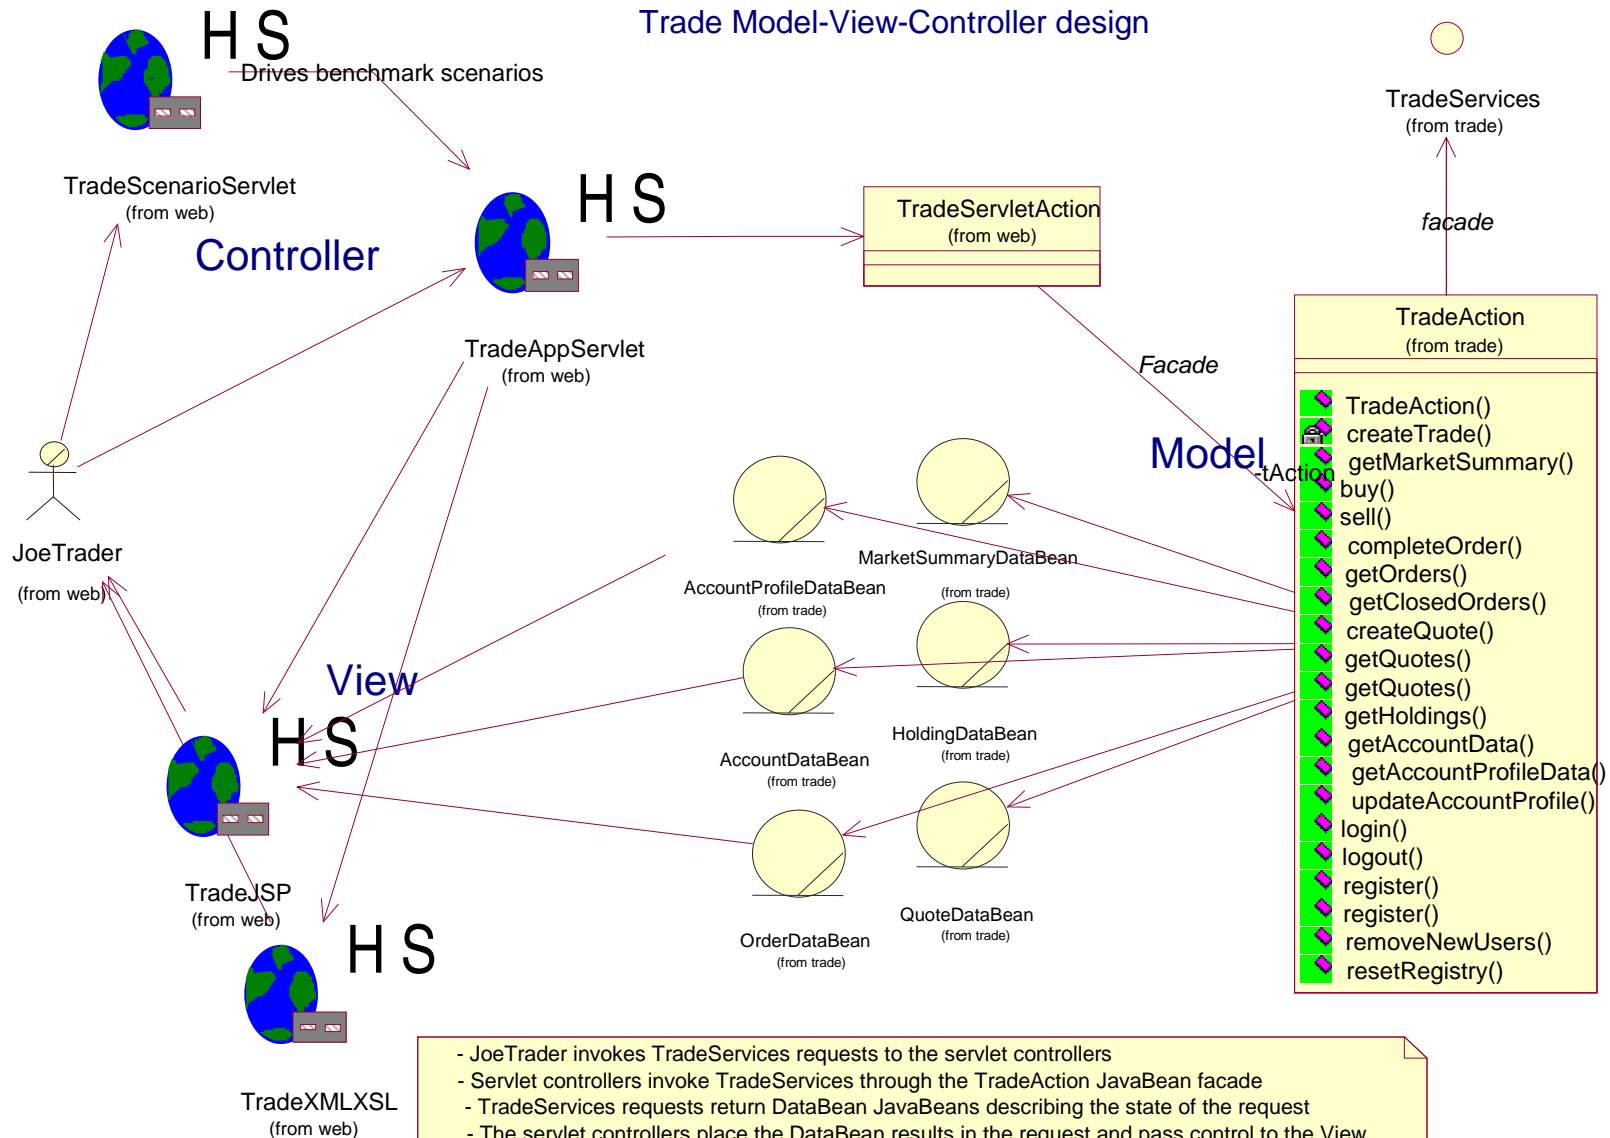 Trade Model-View-Controller design
H S
Drives benchmark scenarios
TradeScenarioServlet
(from web)
Controller
H S
TradeAppServlet
(from web)
TradeServletAction
(from web)
TradeServices
(from trade)
facade
Facade
Model
-tAction
TradeAction
(from trade)
TradeAction()
createTrade()
getMarketSummary()
buy()
sell()
completeOrder()
getOrders()
getClosedOrders()
createQuote()
getQuotes()
getQuotes()
getHoldings()
getAccountData()
getAccountProfileData()
updateAccountProfile()
login()
logout()
register()
register()
removeNewUsers()
resetRegistry()
JoeTrader
(from web)
MarketSummaryDataBean
(from trade)
AccountProfileDataBean
(from trade)
View
H S
HoldingDataBean
(from trade)
AccountDataBean
(from trade)
TradeJSP
(from web)
QuoteDataBean
(from trade)
OrderDataBean
(from trade)
H S
TradeXMLXSL
(from web)
- JoeTrader invokes TradeServices requests to the servlet controllers
- Servlet controllers invoke TradeServices through the TradeAction JavaBean facade
- TradeServices requests return DataBean JavaBeans describing the state of the request
- The servlet controllers place the DataBean results in the request and pass control to the View